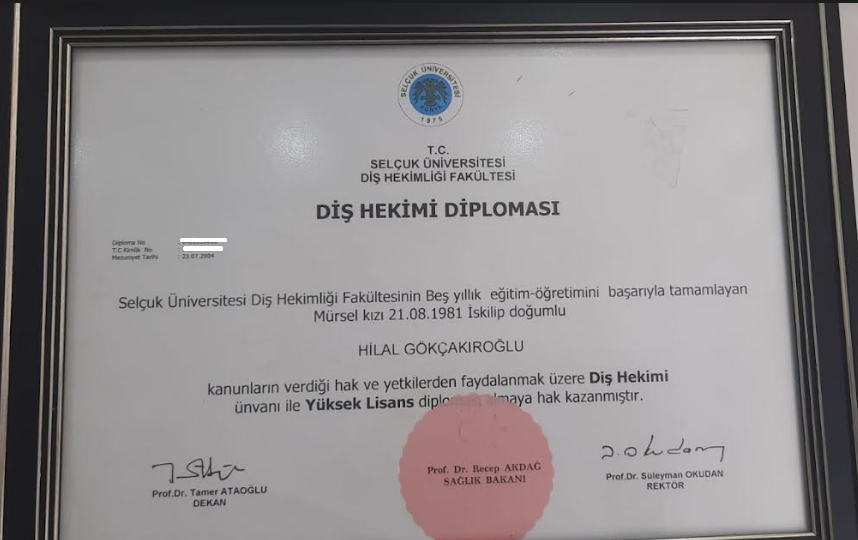 SELÇUK ÜNİVERSİTESİ
KONYA
1975
T.C.
SELÇUK ÜNİVERSİTESİ
DİŞ HEKİMLİĞİ FAKÜLTESİ
DİŞ HEKİMİ DİPLOMASI
Diploma No :
T.C Kimlik No :
Mezuniyet Tarihi : 23.07.2004
Selçuk Üniversitesi Diş Hekimliği Fakültesinin Beş yıllık eğitim-öğretimini başarıyla tamamlayan
Mürsel kızı 21.08.1981 İskilip doğumlu
HİLAL GÖKÇAKIROĞLU
kanunların verdiği hak ve yetkilerden faydalanmak üzere Diş Hekimi
ünvanı ile Yüksek Lisans almaya hak kazanmıştır.
Prof.Dr. Tamer ATAOĞLU
DEKAN
Prof. Dr. Recep AKDAĞ
SAĞLIK BAKANI
Prof.Dr. Süleyman OKUDAN
REKTÖR